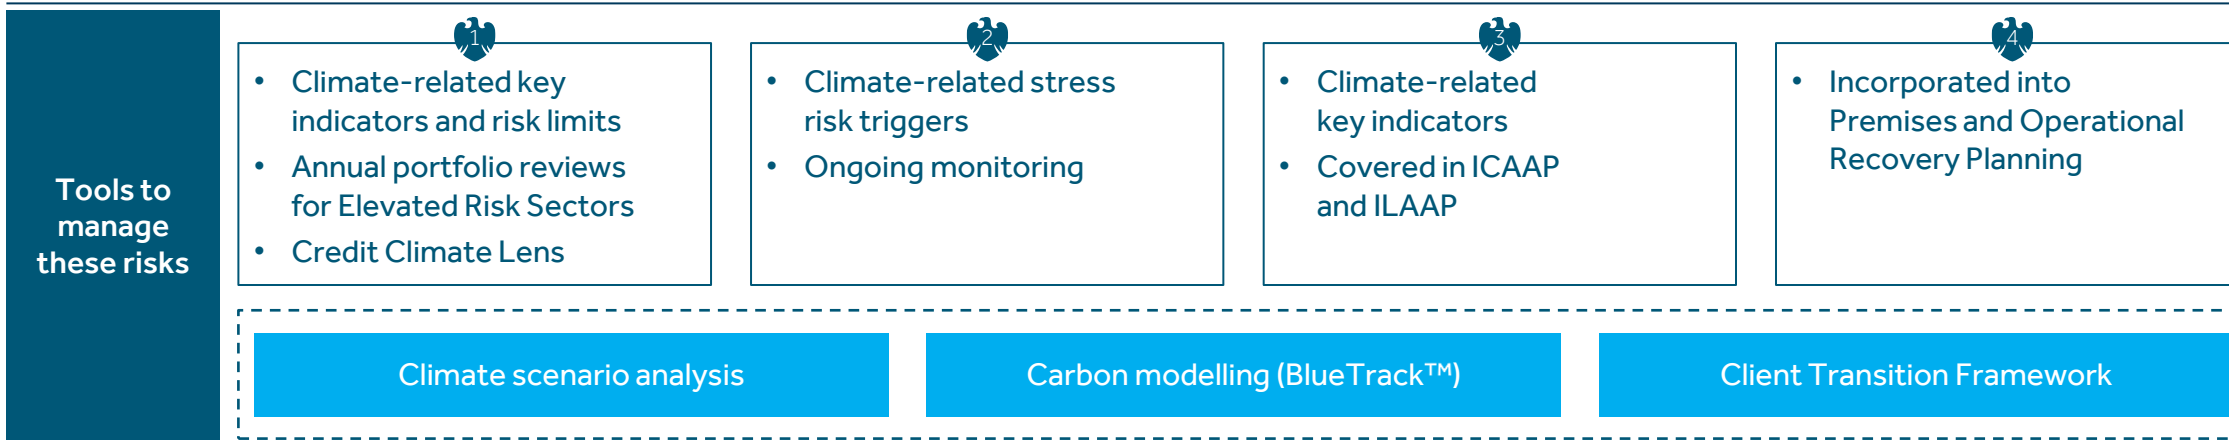 Tools to
manage
these risks
1
• Climate-related key
indicators and risk limits
• Annual portfolio reviews
for Elevated Risk Sectors
• Credit Climate Lens
2
• Climate-related stress
risk triggers
• Ongoing monitoring
3
• Climate-related
key indicators
• Covered in ICAAP
and ILAAP
4
• Incorporated into
Premises and Operational
Recovery Planning
Climate scenario analysis
Carbon modelling (BlueTrack™)
Client Transition Framework